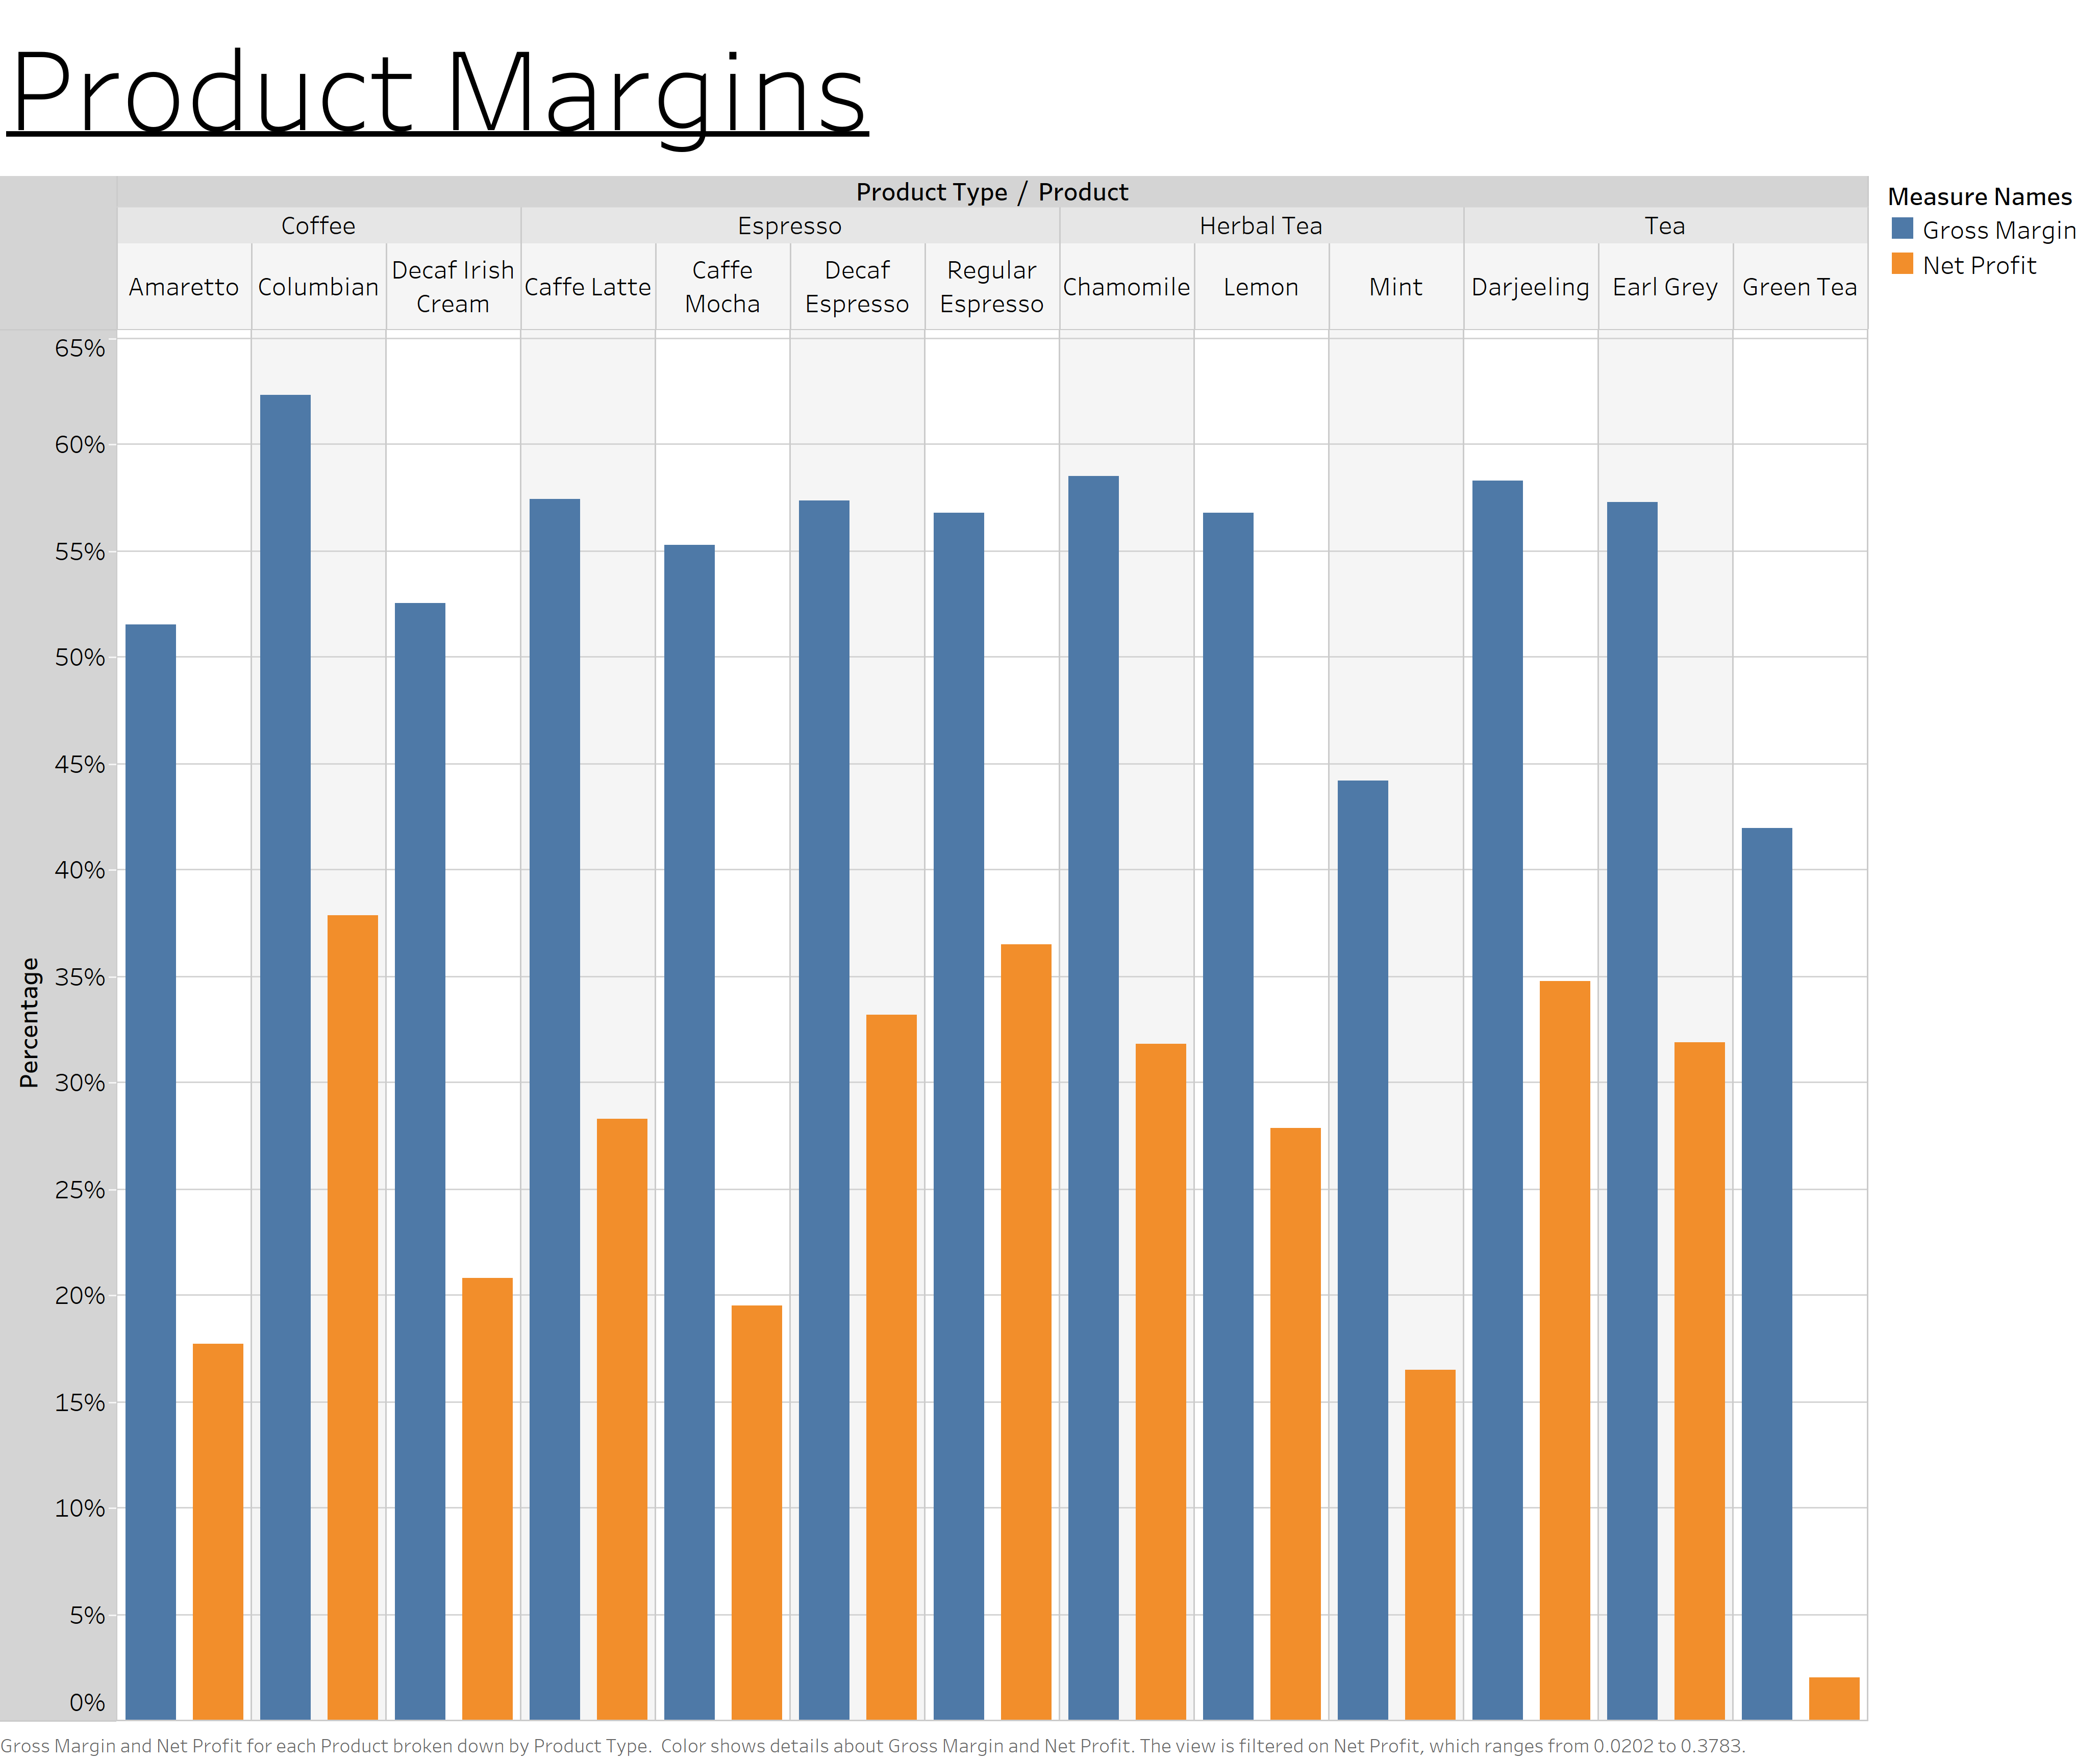 Product Margins
Product Type / Product
Coffee Espresso Herbal Tea Tea
Amaretto Columbian Decaf Irish Cream Caffe Latte Caffe Mocha Decaf Espresso Regular Espresso Chamomile Lemon Mint Darjeeling Earl Grey Green Tea
Measure Names
Gross Margin
Net Profit
65%
60%
55%
50%
45%
40%
35%
30%
25%
20%
15%
10%
5%
0%
Percentage
Gross Margin and Net Profit for each Product broken down by Product Type. Color shows details about Gross Margin and Net Profit. The view is filtered on Net Profit, which ranges from 0.0202 to 0.3783.